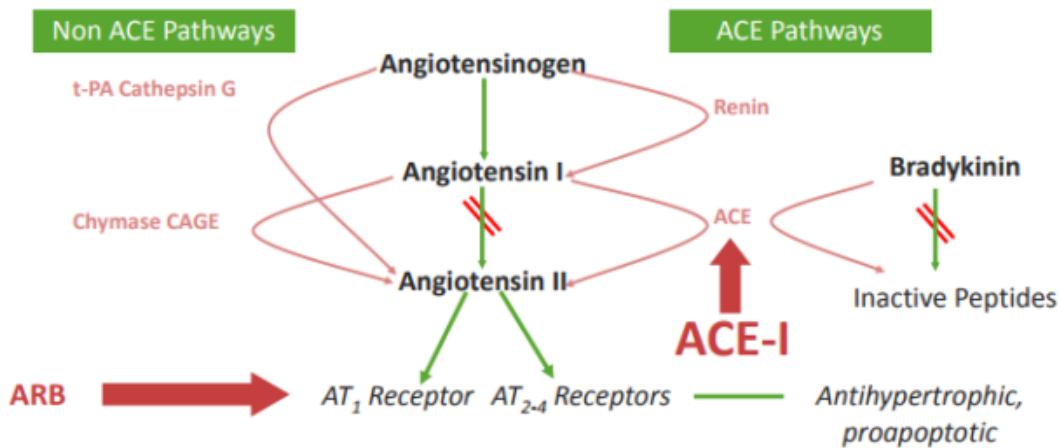 Non ACE Pathways
ACE Pathways
Angiotensinogen
t-PA Cathepsin G
Renin
Angiotensin I
Bradykinin
Chymase CAGE
ACE
Angiotensin II
Inactive Peptides
ACE-I
ARB
AT₁ Receptor
AT₂₋₄ Receptors
Antihypertrophic,
proapoptotic